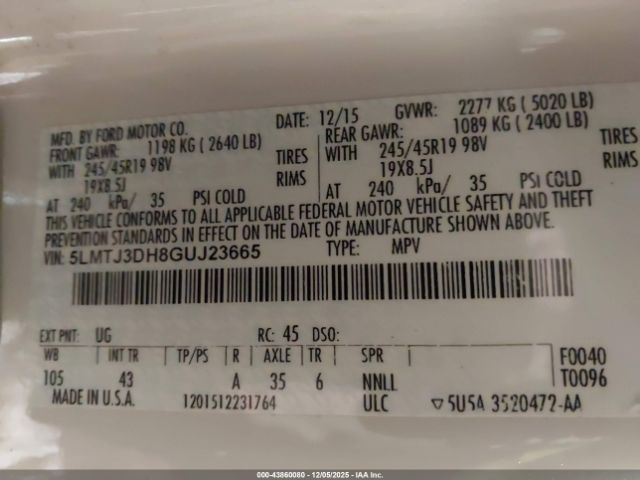 MFD. BY FORD MOTOR CO. DATE: 12/15 GVWR: 2277 KG ( 5020 LB)
FRONT GAWR: 1198 KG ( 2640 LB) REAR GAWR: 1089 KG ( 2400 LB)
WITH 245/45R19 98V TIRES WITH 245/45R19 98V TIRES
19X8.5J RIMS 19X8.5J RIMS
AT 240 kPa/ 35 PSI COLD AT 240 kPa/ 35 PSI COLD
THIS VEHICLE CONFORMS TO ALL APPLICABLE FEDERAL MOTOR VEHICLE SAFETY AND THEFT
PREVENTION STANDARDS IN EFFECT ON THE DATE OF MANUFACTURE SHOWN ABOVE.
VIN: 5LMTJ3DH8GUJ23665 TYPE: MPV
EXT PNT: UG RC: 45 DSO:
WB INT TR TP/PS R AXLE TR SPR F0040
105 43 A 35 6 NNLL T0096
MADE IN U.S.A. 1201512231764 ULC ▽5U5A 3520472-AA
000-43860080 - 12/05/2025 - IAA Inc.